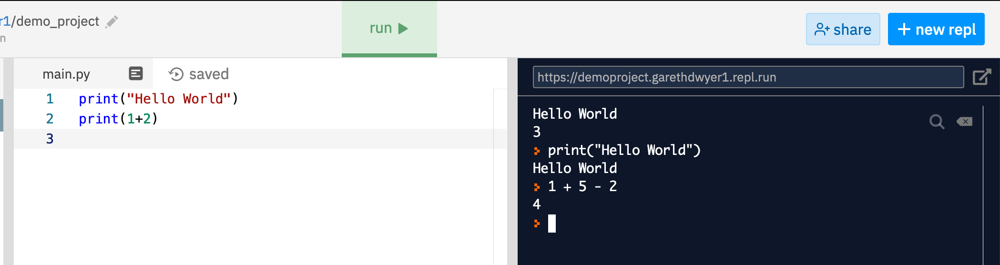 r1/demo_project
n
run
share
+ new repl
main.py
saved
1 print("Hello World")
2 print(1+2)
3
https://demoproject.garethdwyer1.repl.run
Hello World
3
print("Hello World")
Hello World
1 + 5 - 2
4